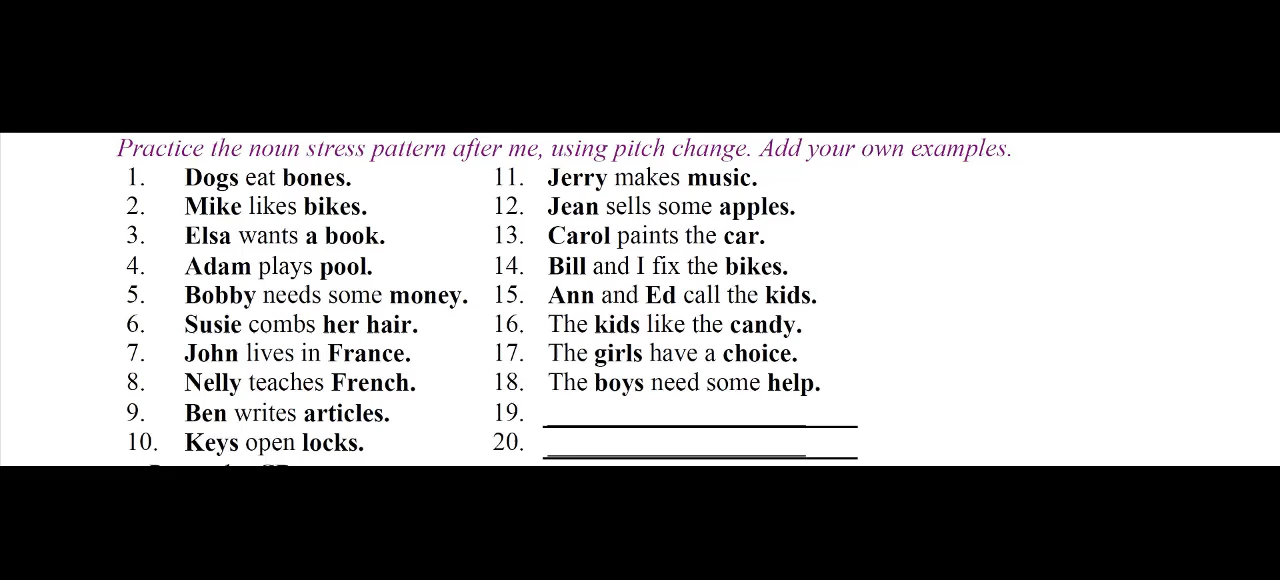 Practice the noun stress pattern after me, using pitch change. Add your own examples.
1. Dogs eat bones.
2. Mike likes bikes.
3. Elsa wants a book.
4. Adam plays pool.
5. Bobby needs some money.
6. Susie combs her hair.
7. John lives in France.
8. Nelly teaches French.
9. Ben writes articles.
10. Keys open locks.
11. Jerry makes music.
12. Jean sells some apples.
13. Carol paints the car.
14. Bill and I fix the bikes.
15. Ann and Ed call the kids.
16. The kids like the candy.
17. The girls have a choice.
18. The boys need some help.
19.
20.